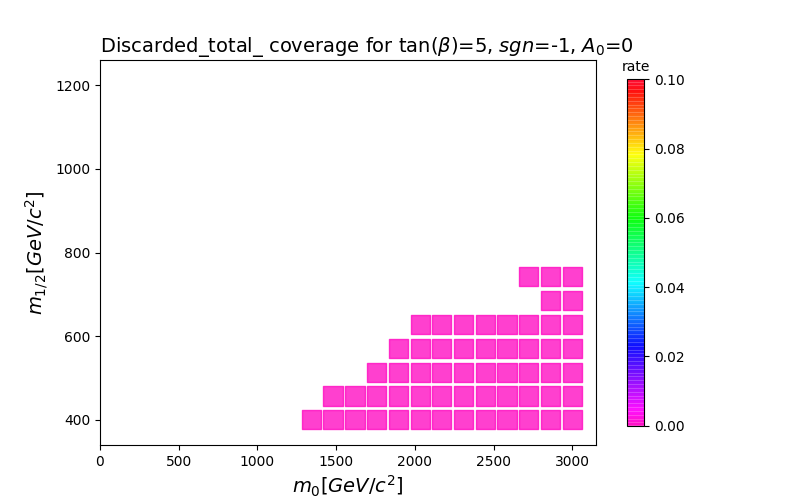 Discarded_total_ coverage for tan(β)=5, sgn=-1, A₀=0
rate
0.10
0.08
0.06
0.04
0.02
0.00
1200
1000
800
600
400
m₁/₂[GeV/c²]
0 500 1000 1500 2000 2500 3000
m₀[GeV/c²]